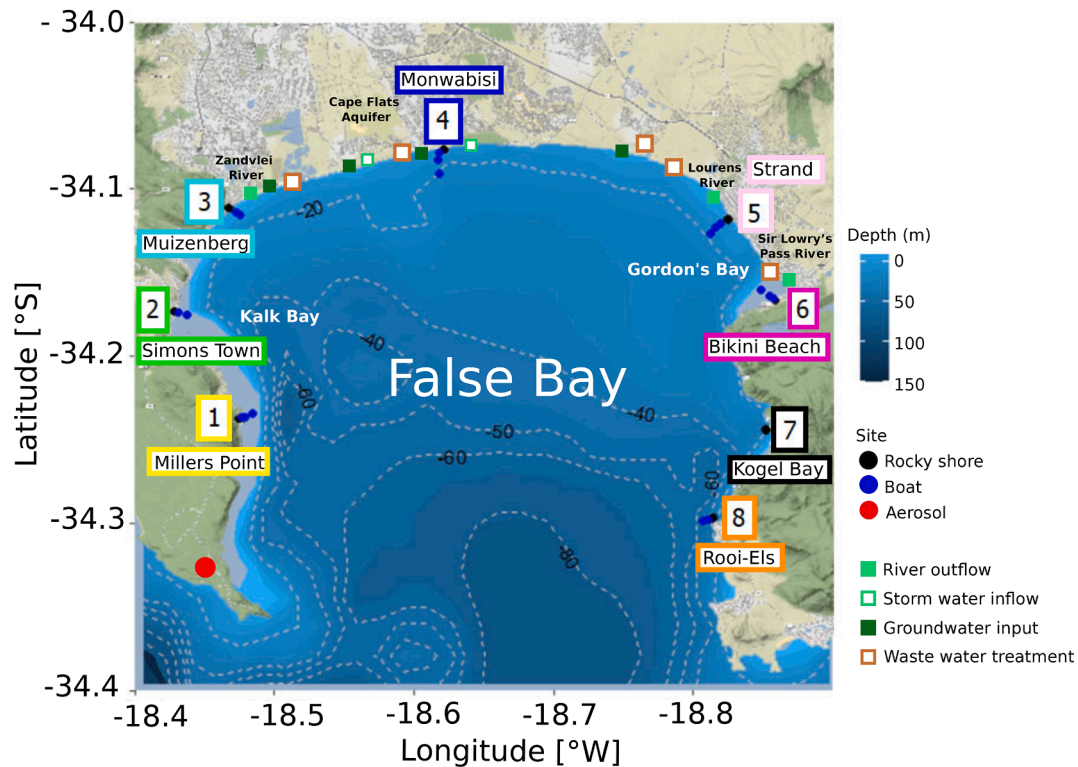 - 34.0
Monwabisi
Cape Flats
Aquifer
4
Zandvlei
River
-34.1
Lourens
River
Strand
3
-20
5
Muizenberg
Sir Lowry's
Pass River
Depth (m)
Gordon's Bay
0
2
Kalk Bay
6
50
Simons Town
-40
Bikini Beach
100
-34.2
False Bay
150
Latitude [°S]
-60
-40
1
-50
7
Site
Millers Point
-60
Kogel Bay
Rocky shore
-60
Boat
Aerosol
-34.3
8
Rooi-Els
-80
River outflow
Storm water inflow
Groundwater input
Waste water treatment
-34.4
-18.4
-18.5
-18.6
-18.7
-18.8
Longitude [°W]